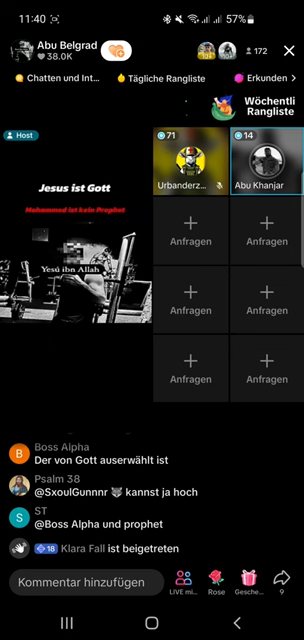 11:40
57%
Abu Belgrad
38.0K
172
Chatten und Int...
Tägliche Rangliste
Erkunden >
Wöchentli
Rangliste
Host
71
14
Jesus ist Gott
Mohammed ist kein Prophet
Yesú ibn Allah
Urbanderz...
Abu Khanjar
Anfragen
Anfragen
Anfragen
Anfragen
Anfragen
Anfragen
Boss Alpha
Der von Gott auserwählt ist
Psalm 38
@SxoulGunnnr kannst ja hoch
ST
@Boss Alpha und prophet
18 Klara Fall ist beigetreten
Kommentar hinzufügen
LIVE mi...
Rose
Gesche...
9